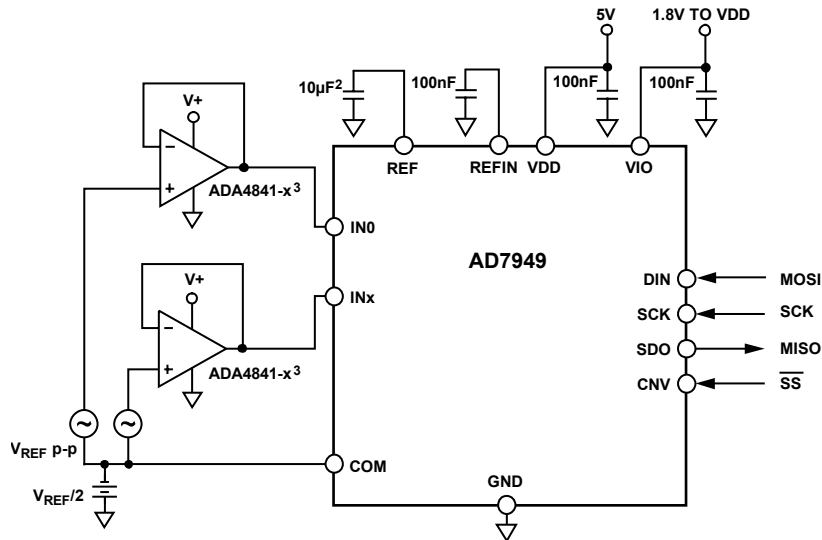 5V
1.8V TO VDD
10µF²
100nF
100nF
100nF
V+
REF
REFIN
VDD
VIO
−
+
ADA4841-x³
IN0
AD7949
V+
INx
−
+
ADA4841-x³
DIN
MOSI
SCK
SCK
SDO
MISO
CNV
SS
~
~
VREF p-p
COM
VREF/2
GND